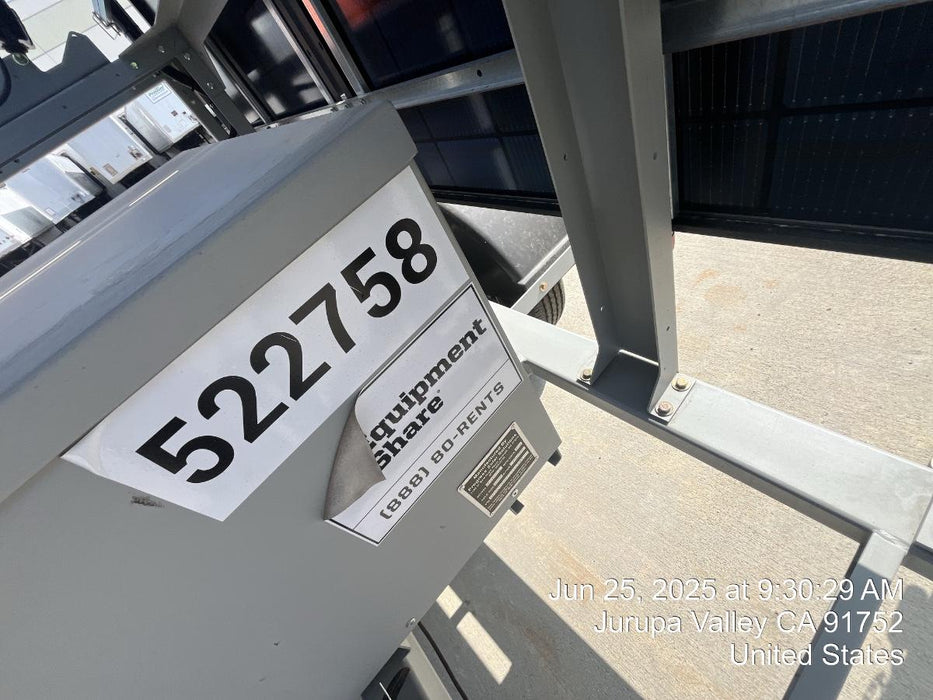 522758
quipment
Share
(888) 80-RENTS
Jun 25, 2025 at 9:30:29 AM
Jurupa Valley CA 91752
United States